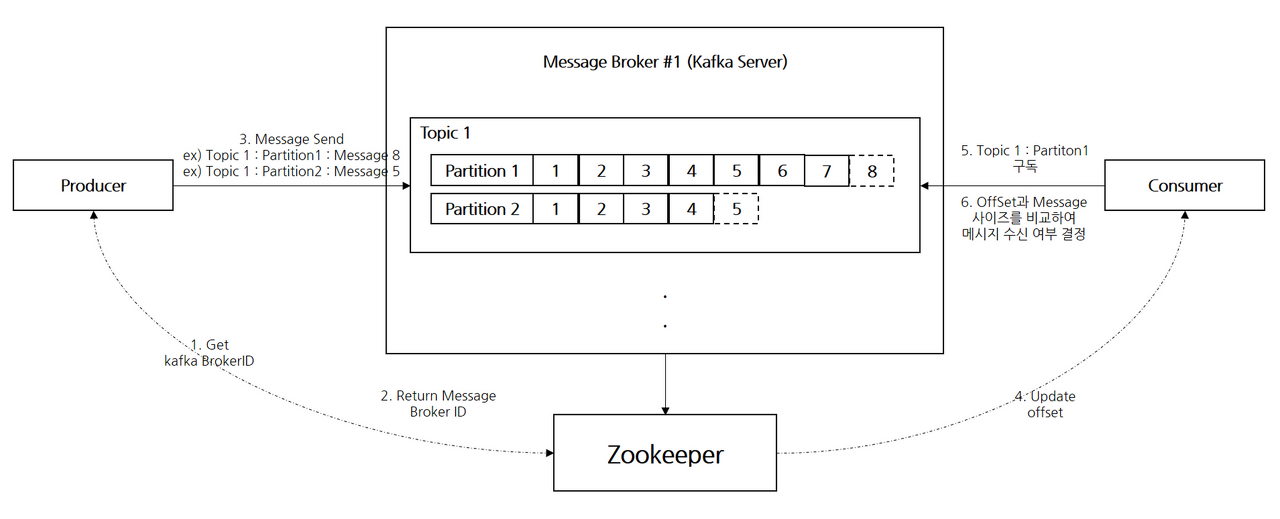 Message Broker #1 (Kafka Server)
Topic 1
Partition 1 1 2 3 4 5 6 7 8
Partition 2 1 2 3 4 5
Producer
3. Message Send
ex) Topic 1 : Partition1 : Message 8
ex) Topic 1 : Partition2 : Message 5
5. Topic 1 : Partiton1
구독
Consumer
6. OffSet과 Message
사이즈를 비교하여
메시지 수신 여부 결정
1. Get
kafka BrokerID
2. Return Message
Broker ID
4. Update
offset
Zookeeper